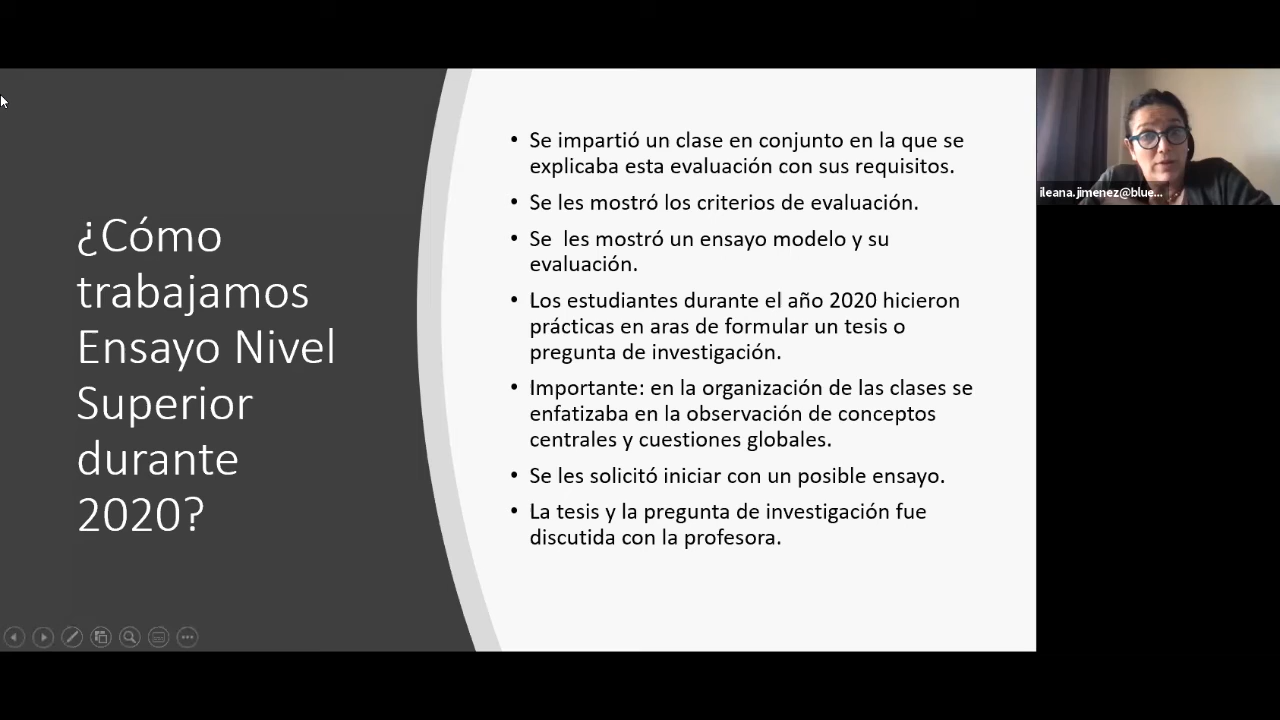 ¿Cómo
trabajamos
Ensayo Nivel
Superior
durante
2020?
• Se impartió un clase en conjunto en la que se
explicaba esta evaluación con sus requisitos.
• Se les mostró los criterios de evaluación.
• Se  les mostró un ensayo modelo y su
evaluación.
• Los estudiantes durante el año 2020 hicieron
prácticas en aras de formular un tesis o
pregunta de investigación.
• Importante: en la organización de las clases se
enfatizaba en la observación de conceptos
centrales y cuestiones globales.
• Se les solicitó iniciar con un posible ensayo.
• La tesis y la pregunta de investigación fue
discutida con la profesora.
ileana.jimenez@blue...